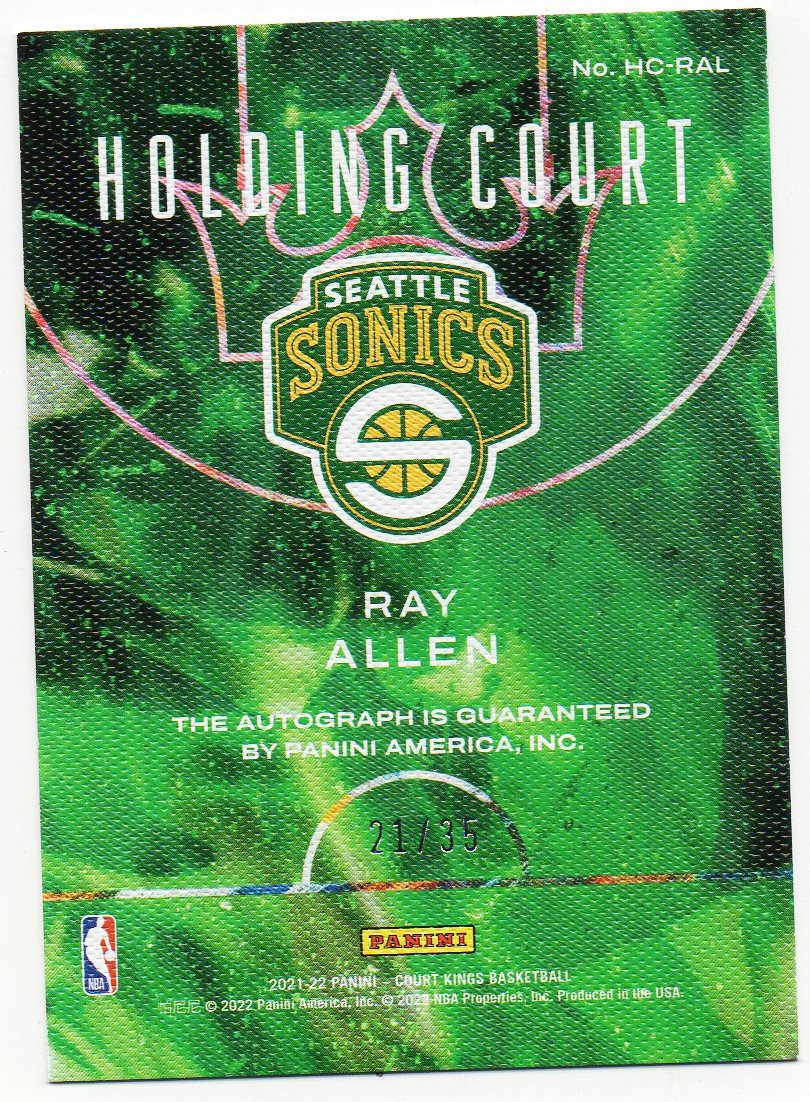 No. HC-RAL
HOLDING COURT
SEATTLE
SONICS
S
RAY
ALLEN
THE AUTOGRAPH IS GUARANTEED
BY PANINI AMERICA, INC.
21/35
PANINI
NBA
2021-22 PANINI – COURT KINGS BASKETBALL
© 2022 Panini America, Inc. © 2022 NBA Properties, Inc. Produced in the USA.